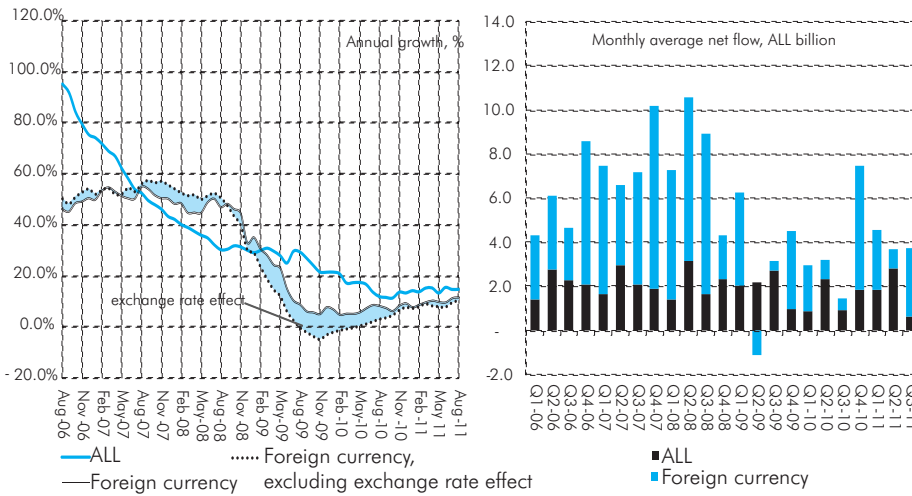 120.0%
100.0%
80.0%
60.0%
40.0%
20.0%
0.0%
- 20.0%
Annual growth, %
exchange rate effect
Aug-06
Nov-06
Feb-07
May-07
Aug-07
Nov-07
Feb-08
May-08
Aug-08
Nov-08
Feb-09
May-09
Aug-09
Nov-09
Feb-10
May-10
Aug-10
Nov-10
Feb-11
May-11
Aug-11
ALL
Foreign currency,
Foreign currency
excluding exchange rate effect
14.0
12.0
10.0
8.0
6.0
4.0
2.0
-
-2.0
Monthly average net flow, ALL billion
Q1-06
Q2-06
Q3-06
Q4-06
Q1-07
Q2-07
Q3-07
Q4-07
Q1-08
Q2-08
Q3-08
Q4-08
Q1-09
Q2-09
Q3-09
Q4-09
Q1-10
Q2-10
Q3-10
Q4-10
Q1-11
Q2-11
Q3-11
ALL
Foreign currency